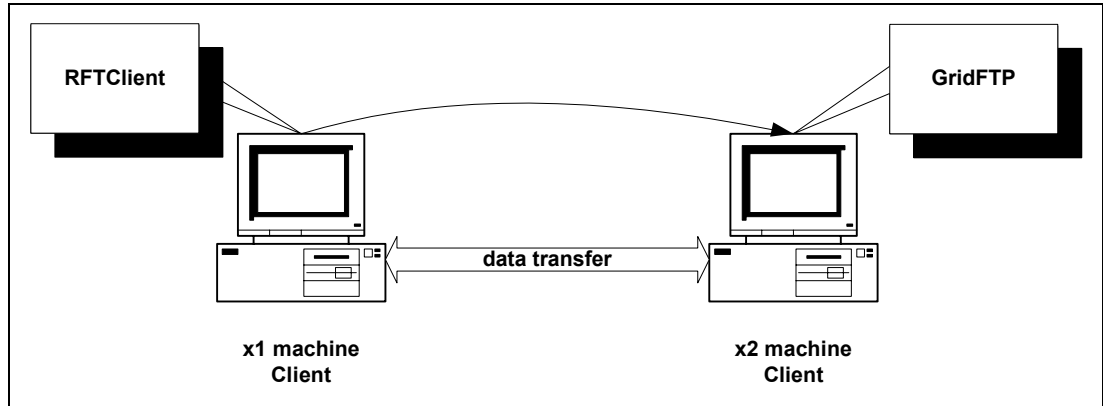 RFTClient
GridFTP
data transfer
x1 machine
Client
x2 machine
Client